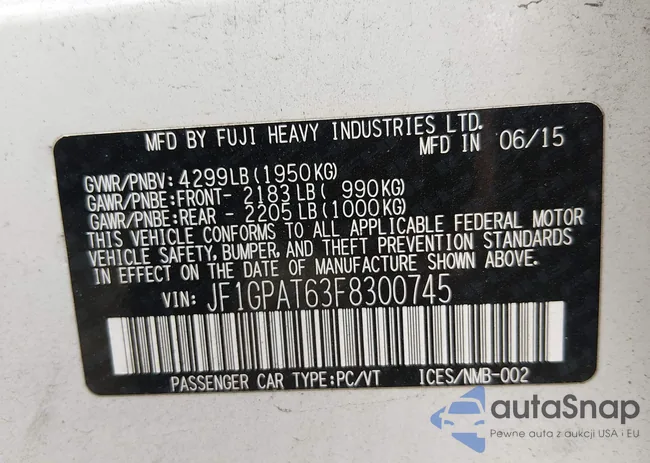 MFD BY FUJI HEAVY INDUSTRIES LTD.
MFD IN 06/15
GVWR/PNBV: 4299LB(1950KG)
GAWR/PNBE:FRONT- 2183LB( 990KG)
GAWR/PNBE:REAR - 2205LB(1000KG)
THIS VEHICLE CONFORMS TO ALL APPLICABLE FEDERAL MOTOR
VEHICLE SAFETY, BUMPER, AND THEFT PREVENTION STANDARDS
IN EFFECT ON THE DATE OF MANUFACTURE SHOWN ABOVE.
VIN: JF1GPAT63F8300745
PASSENGER CAR TYPE:PC/VT ICES/NMB-002
autaSnap
Pewne auta z aukcji USA i EU